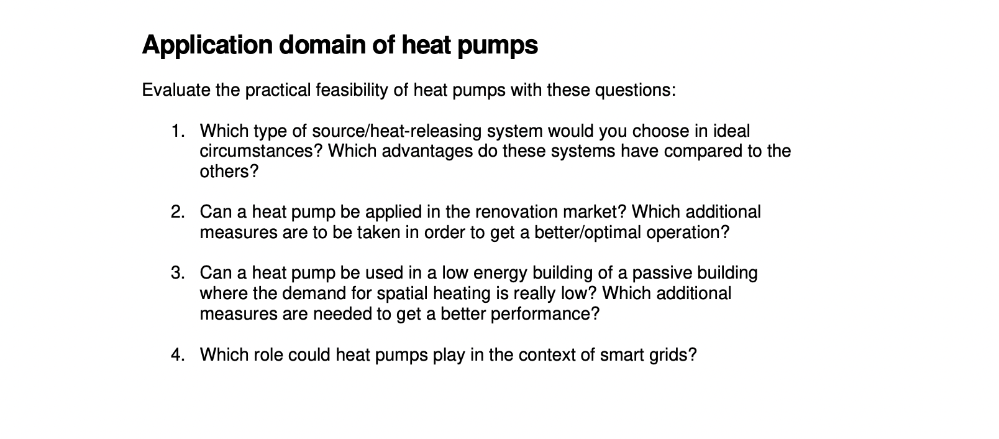 Application domain of heat pumps
Evaluate the practical feasibility of heat pumps with these questions:
1. Which type of source/heat-releasing system would you choose in ideal
circumstances? Which advantages do these systems have compared to the
others?
2. Can a heat pump be applied in the renovation market? Which additional
measures are to be taken in order to get a better/optimal operation?
3. Can a heat pump be used in a low energy building of a passive building
where the demand for spatial heating is really low? Which additional
measures are needed to get a better performance?
4. Which role could heat pumps play in the context of smart grids?